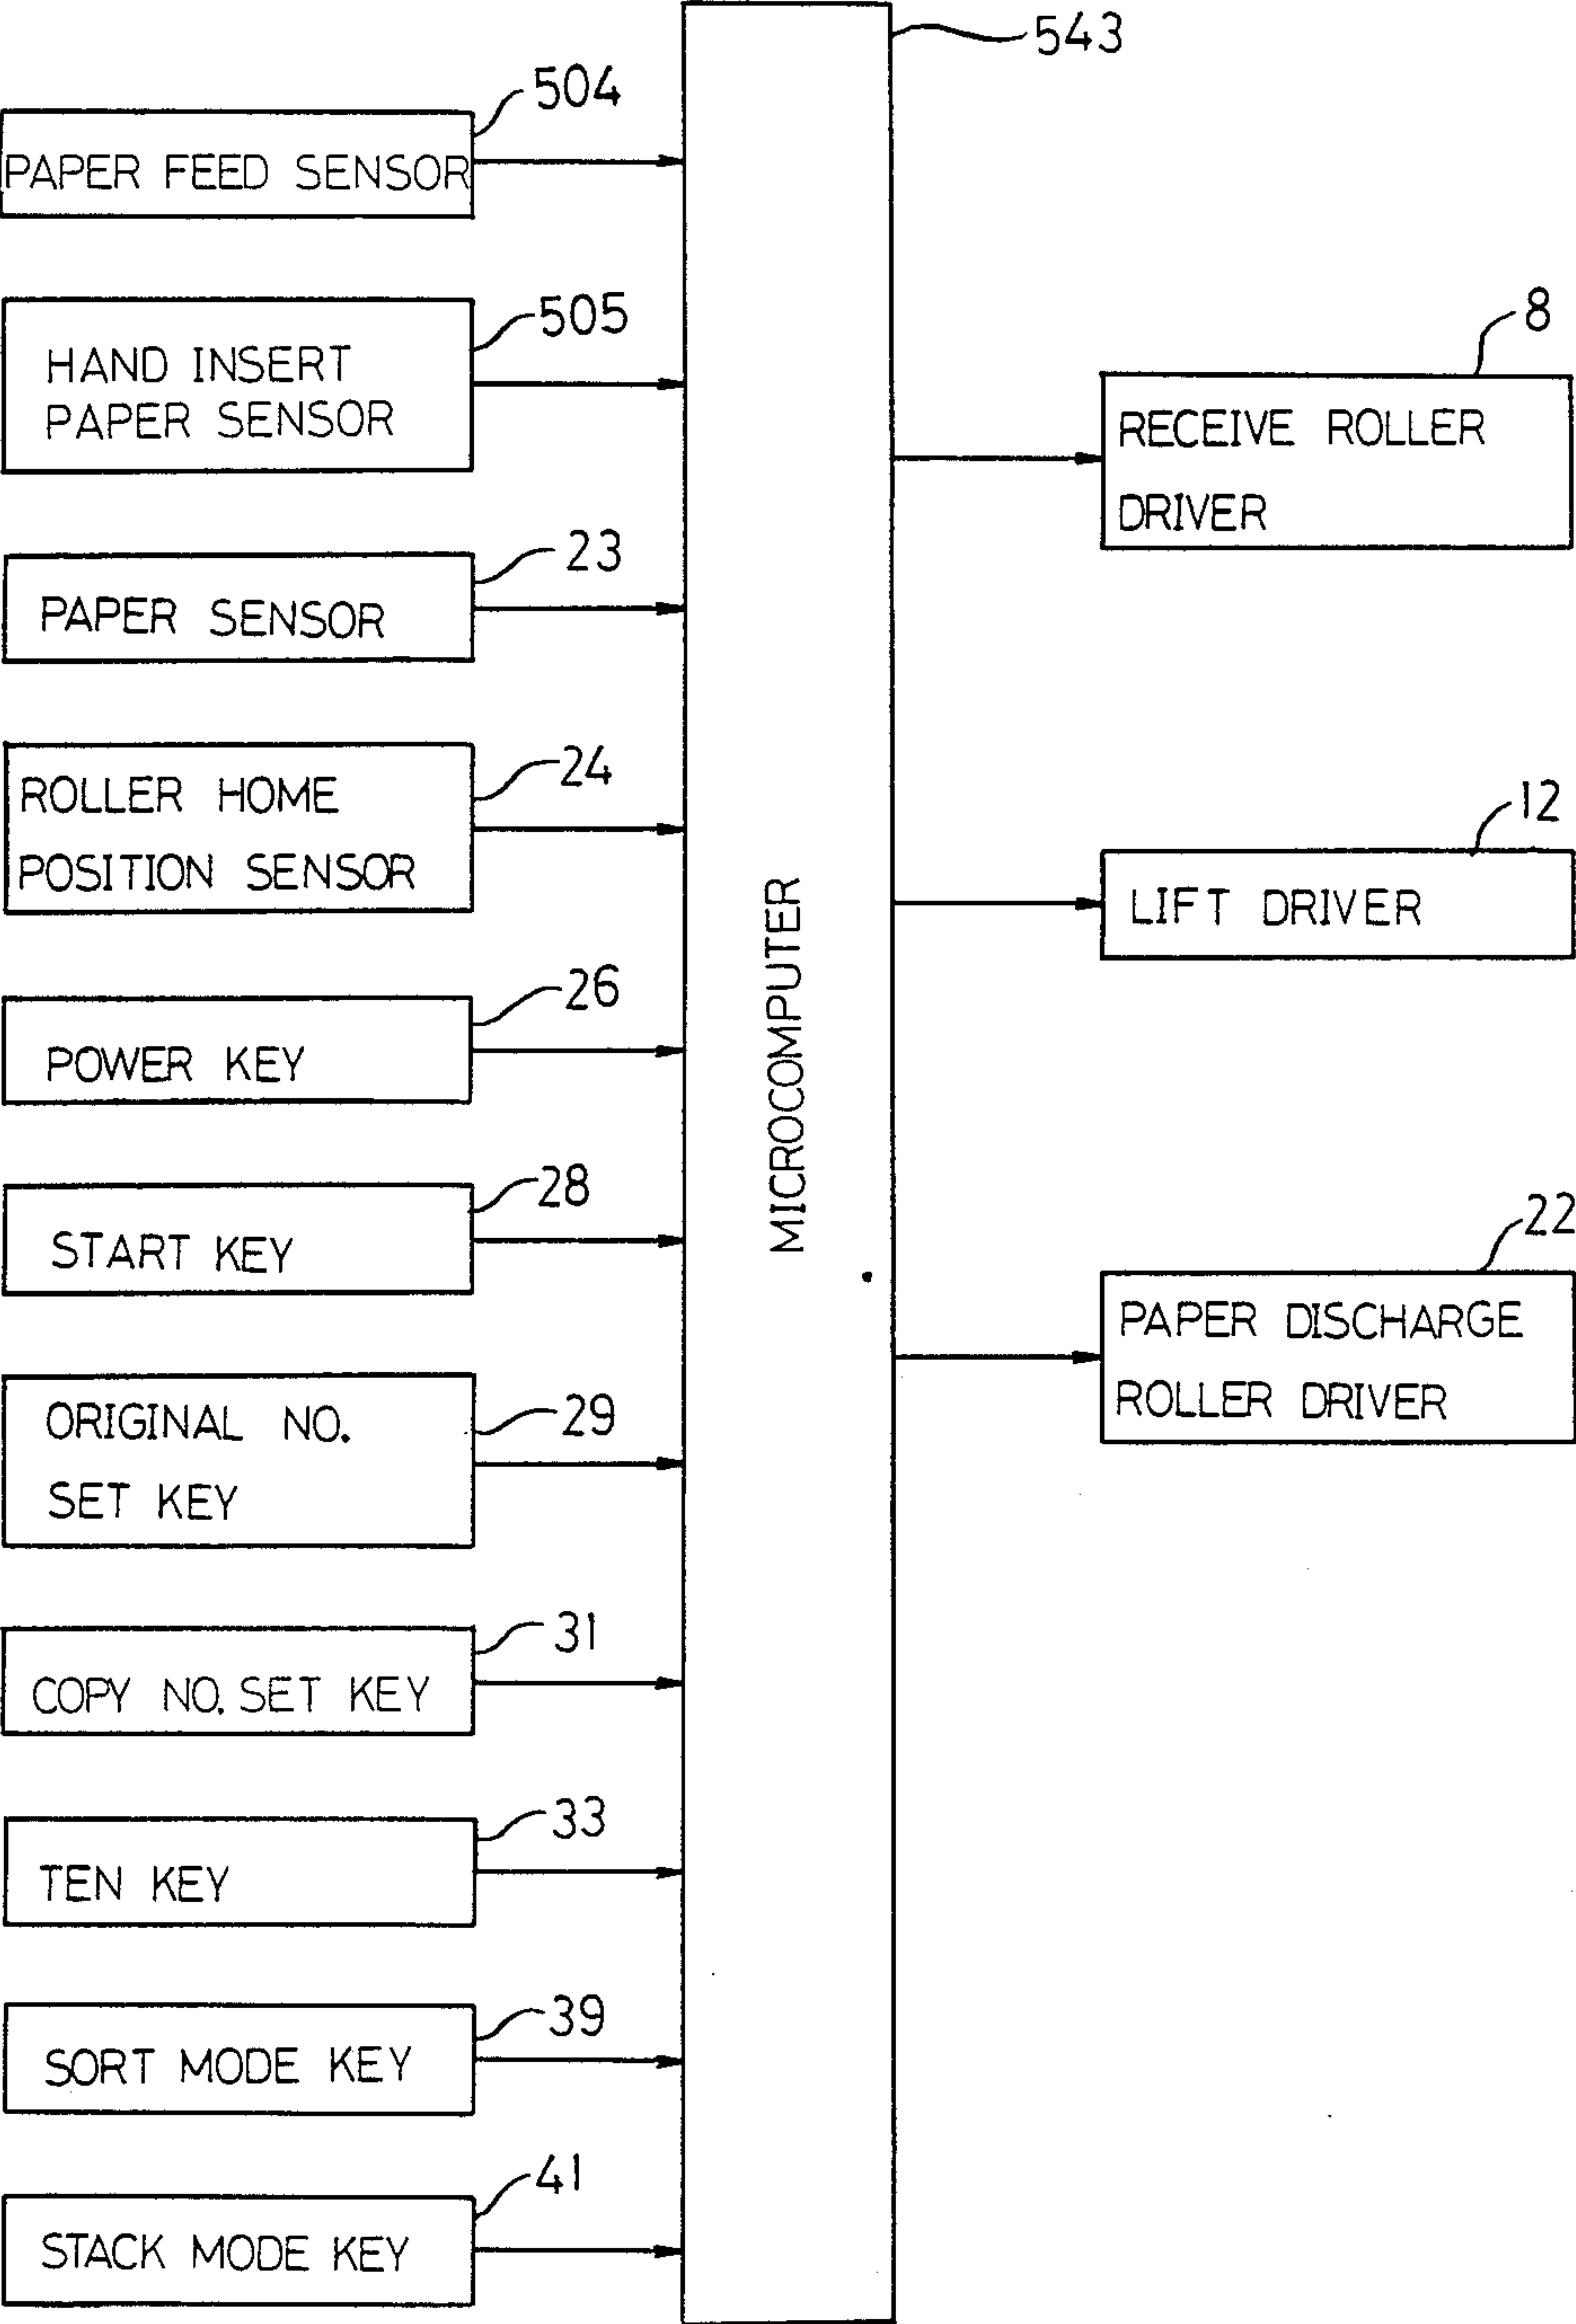 543
504
PAPER FEED SENSOR
505
HAND INSERT
PAPER SENSOR
23
PAPER SENSOR
24
ROLLER HOME
POSITION SENSOR
26
POWER KEY
28
START KEY
29
ORIGINAL NO.
SET KEY
31
COPY NO. SET KEY
33
TEN KEY
39
SORT MODE KEY
41
STACK MODE KEY
MICROCOMPUTER
8
RECEIVE ROLLER
DRIVER
12
LIFT DRIVER
22
PAPER DISCHARGE
ROLLER DRIVER